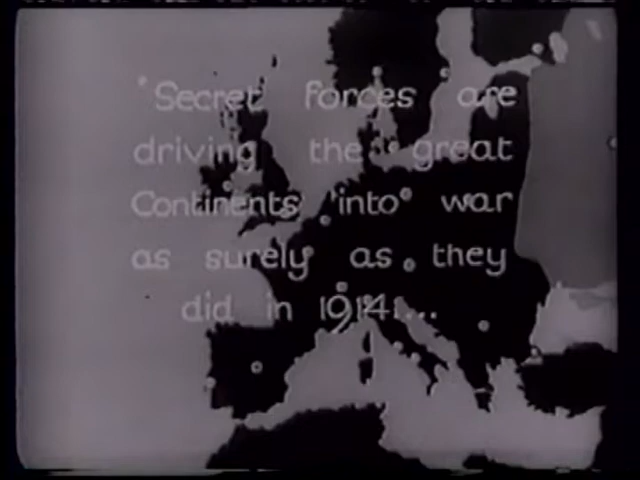 "Secret forces are
driving the great
Continents into war
as surely as they
did in 1914....